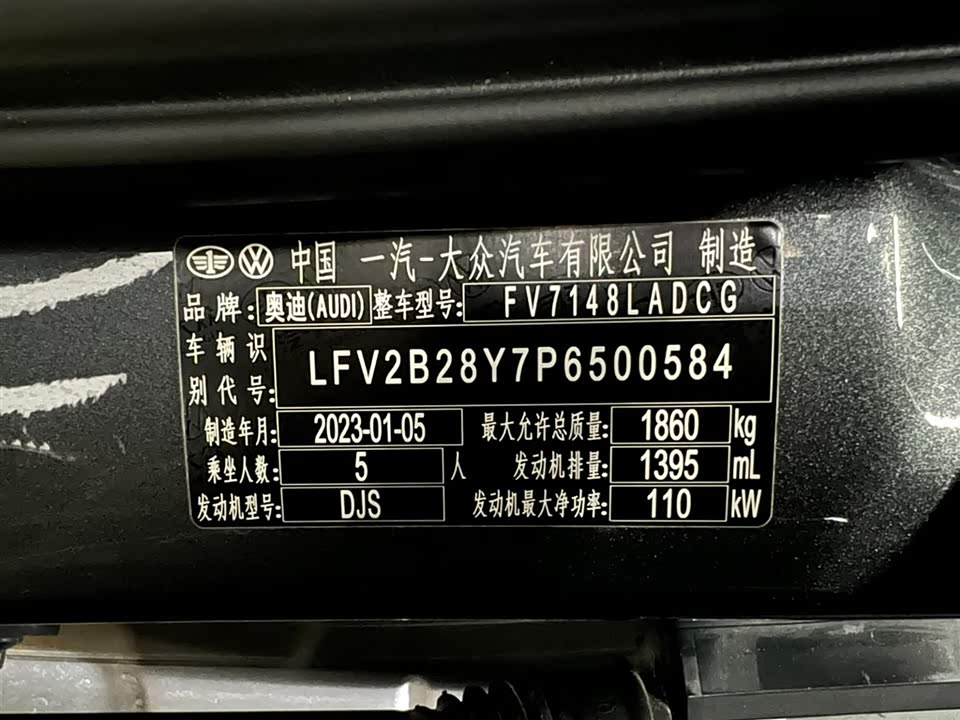 中国 一汽-大众汽车有限公司 制造
品牌: 奥迪(AUDI) 整车型号: FV7148LADCG
车辆识别代号: LFV2B28Y7P6500584
制造年月: 2023-01-05 最大允许总质量: 1860 kg
乘坐人数: 5 人 发动机排量: 1395 mL
发动机型号: DJS 发动机最大净功率: 110 kW